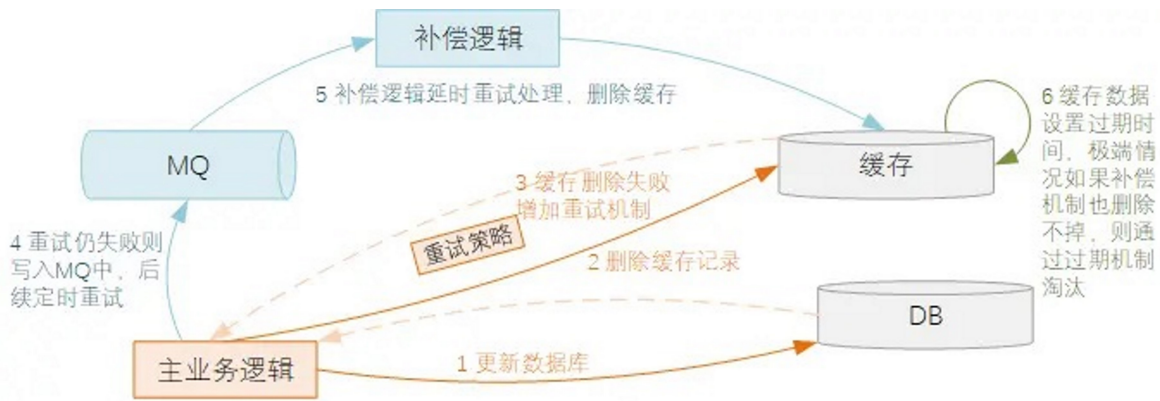 补偿逻辑
5 补偿逻辑延时重试处理，删除缓存
6 缓存数据
设置过期时
间，极端情
况如果补偿
机制也删除
不掉，则通
过过期机制
淘汰
MQ
缓存
3 缓存删除失败
增加重试机制
重试策略
2 删除缓存记录
4 重试仍失败则
写入MQ中，后
续定时重试
DB
主业务逻辑
1 更新数据库